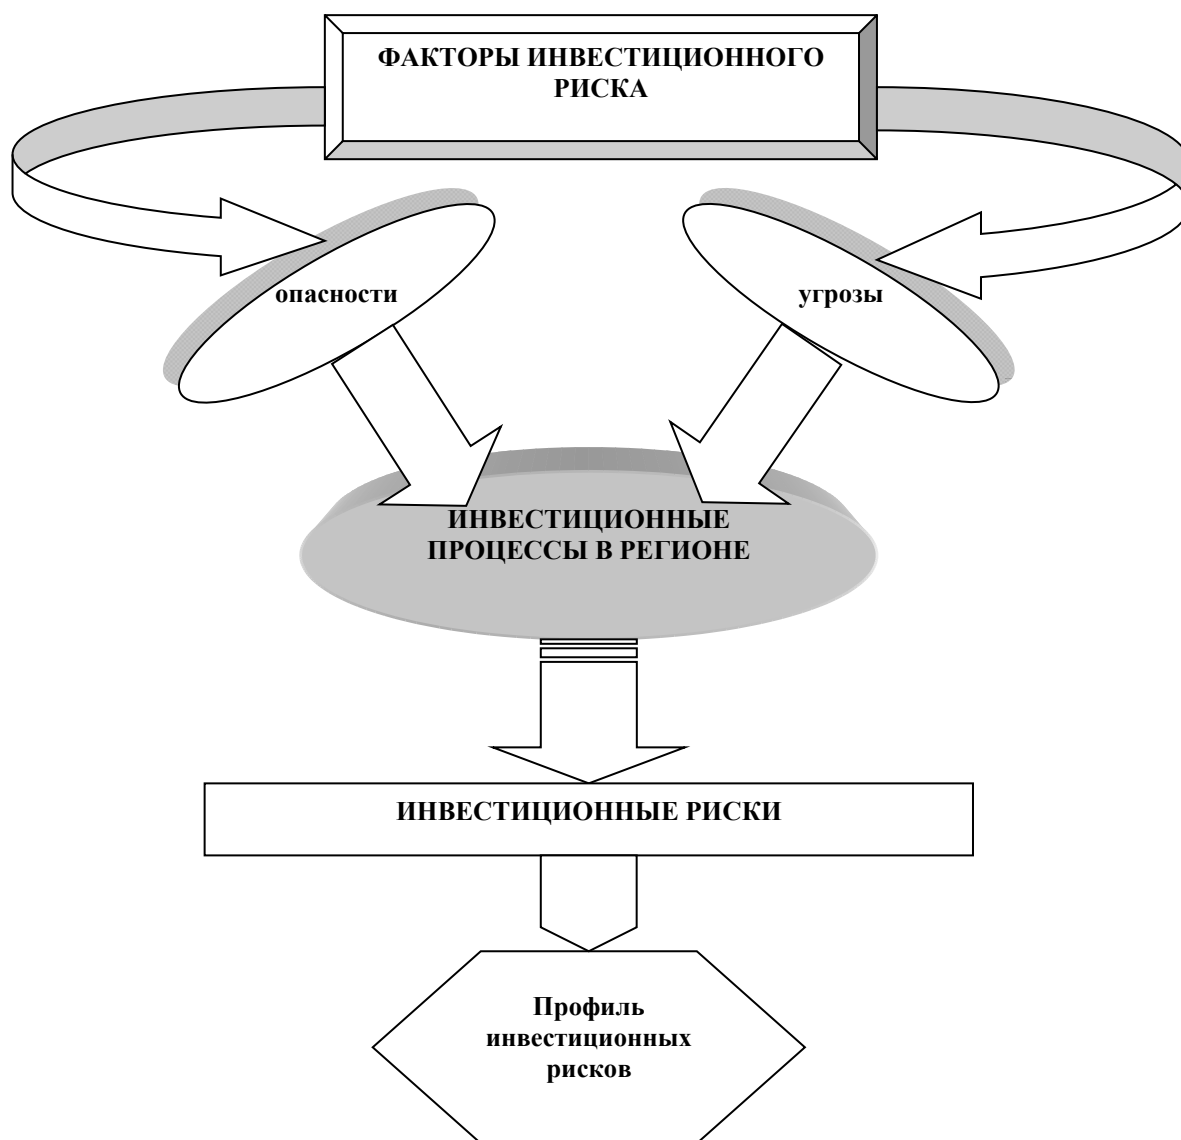 ФАКТОРЫ ИНВЕСТИЦИОННОГО
РИСКА
опасности
угрозы
ИНВЕСТИЦИОННЫЕ
ПРОЦЕССЫ В РЕГИОНЕ
ИНВЕСТИЦИОННЫЕ РИСКИ
Профиль
инвестиционных
рисков